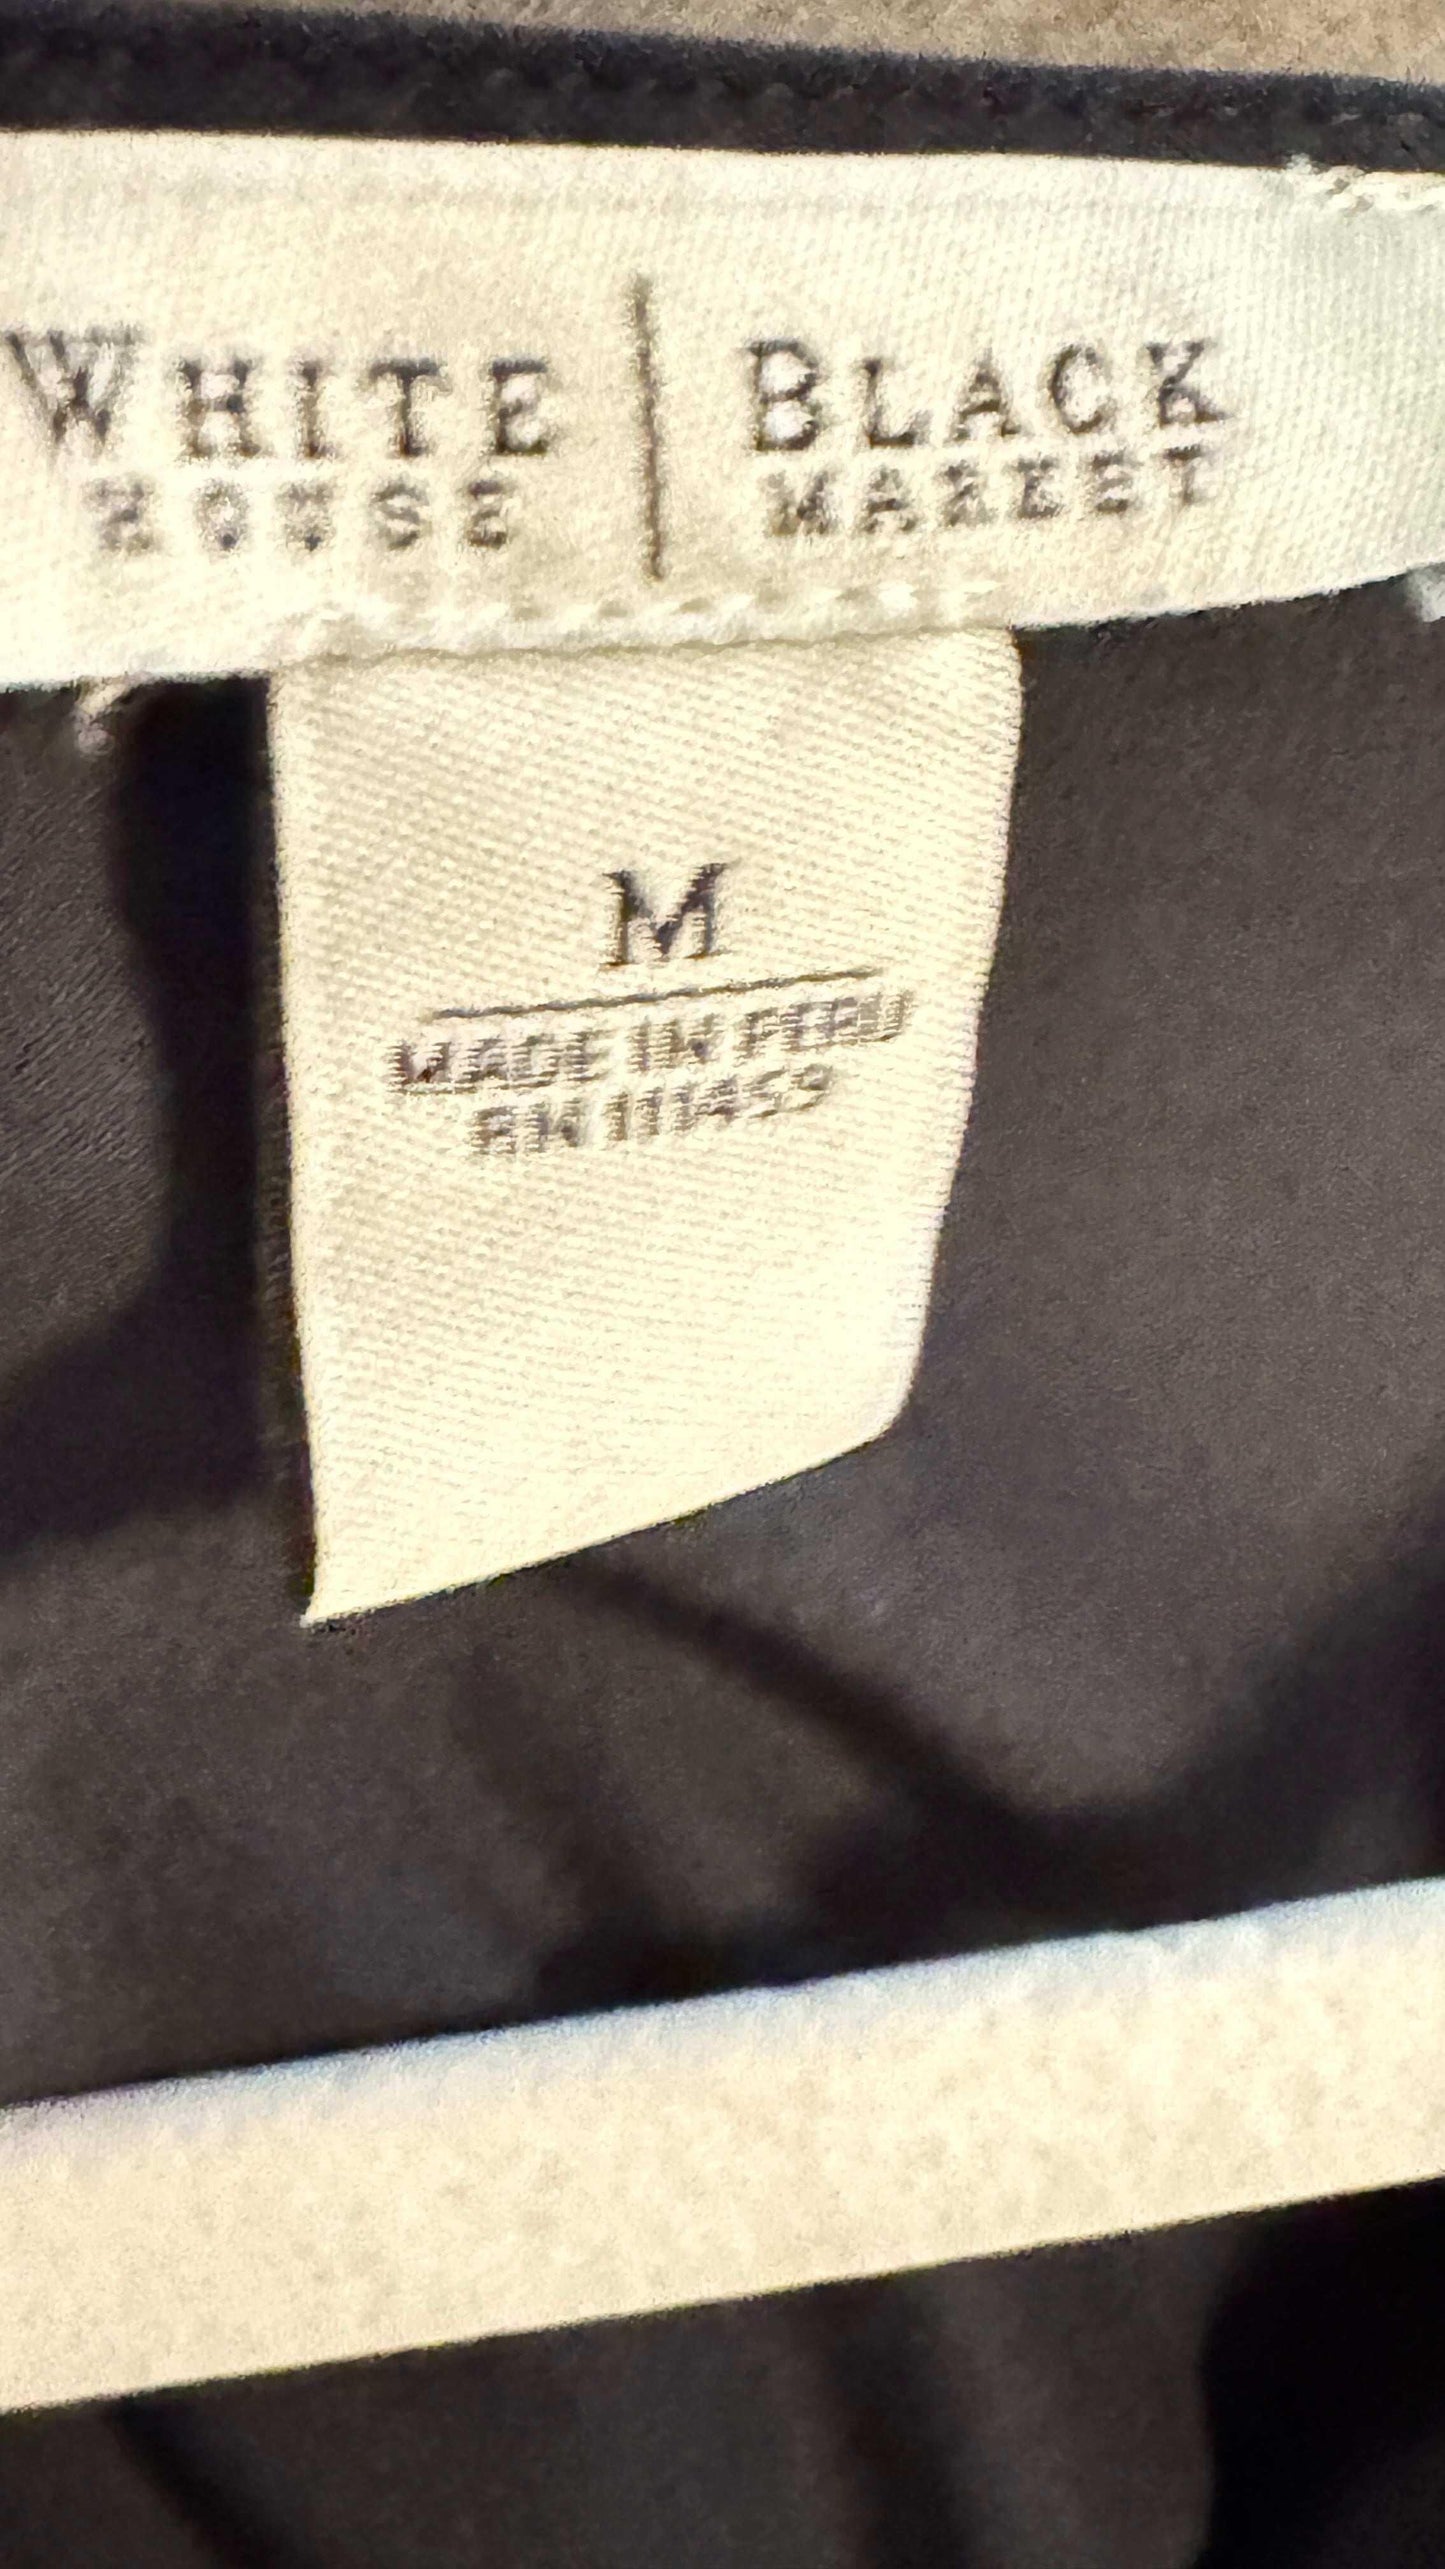 WHITE | BLACK
HOUSE | MARKET
M
MADE IN PERU
RN 111459